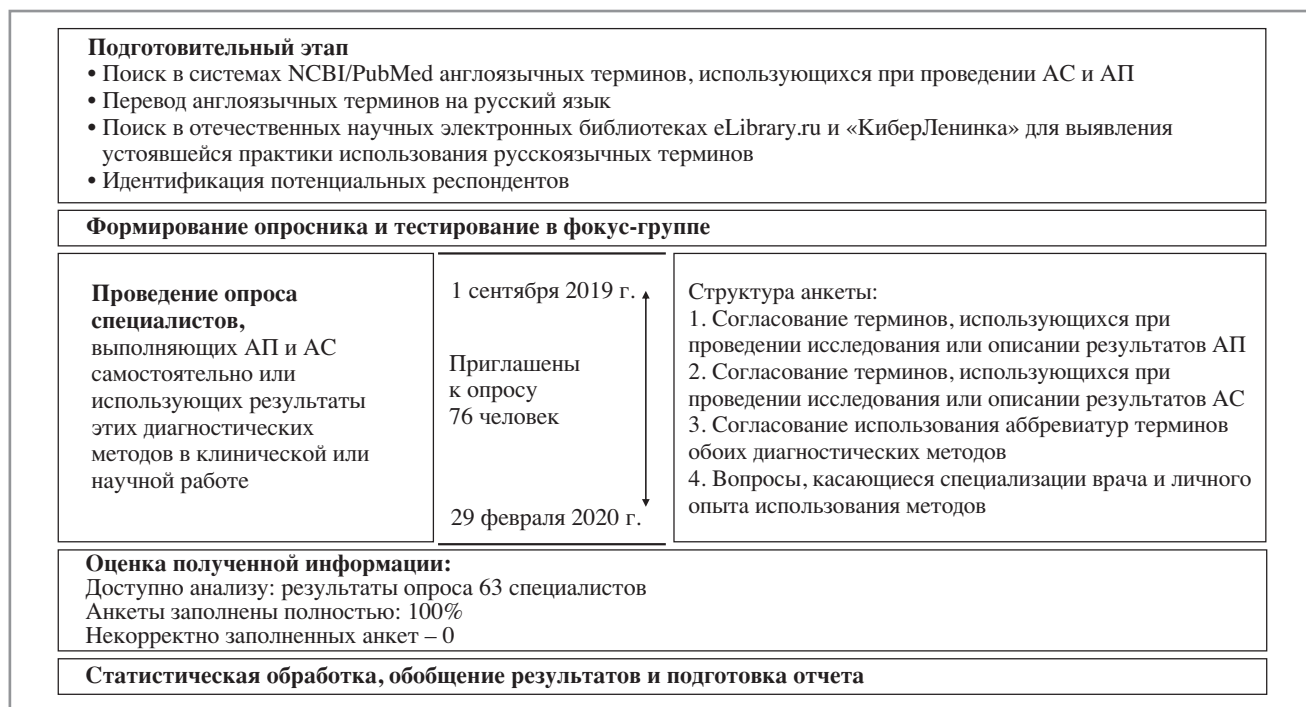 Подготовительный этап
• Поиск в системах NCBI/PubMed англоязычных терминов, использующихся при проведении АС и АП
• Перевод англоязычных терминов на русский язык
• Поиск в отечественных научных электронных библиотеках eLibrary.ru и «КиберЛенинка» для выявления
устоявшейся практики использования русскоязычных терминов
• Идентификация потенциальных респондентов
Формирование опросника и тестирование в фокус-группе
Проведение опроса
специалистов,
выполняющих АП и АС
самостоятельно или
использующих результаты
этих диагностических
методов в клинической или
научной работе
1 сентября 2019 г.
Приглашены
к опросу
76 человек
29 февраля 2020 г.
Структура анкеты:
1. Согласование терминов, использующихся при
проведении исследования или описании результатов АП
2. Согласование терминов, использующихся при
проведении исследования или описании результатов АС
3. Согласование использования аббревиатур терминов
обоих диагностических методов
4. Вопросы, касающиеся специализации врача и личного
опыта использования методов
Оценка полученной информации:
Доступно анализу: результаты опроса 63 специалистов
Анкеты заполнены полностью: 100%
Некорректно заполненных анкет – 0
Статистическая обработка, обобщение результатов и подготовка отчета